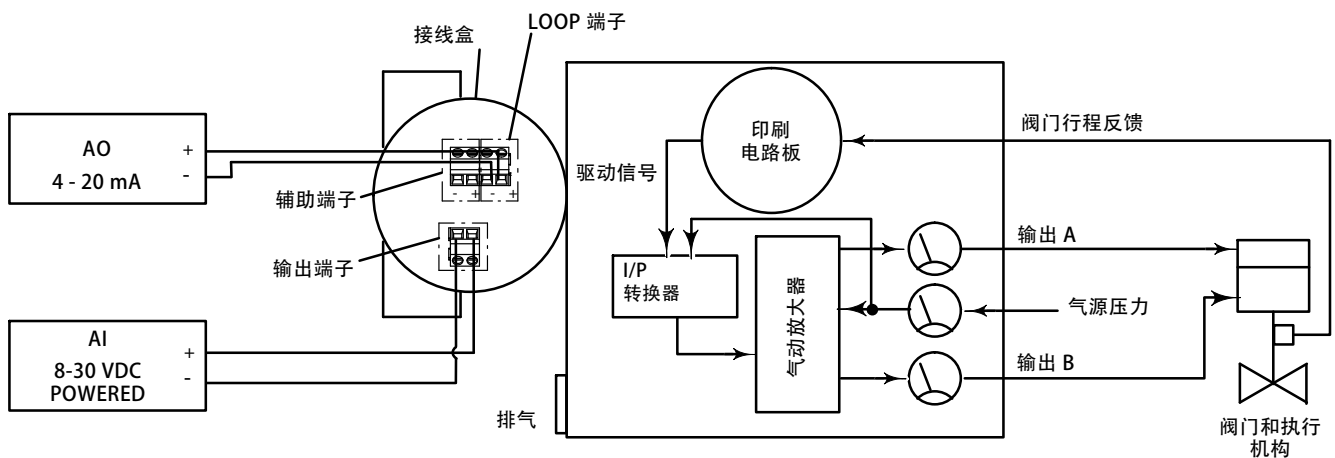 LOOP 端子
接线盒
AO
4 - 20 mA
+
-
辅助端子
- + - +
输出端子
AI
8-30 VDC
POWERED
+
-
印刷
电路板
阀门行程反馈
驱动信号
I/P
转换器
气动放大器
输出 A
气源压力
输出 B
排气
阀门和执行
机构